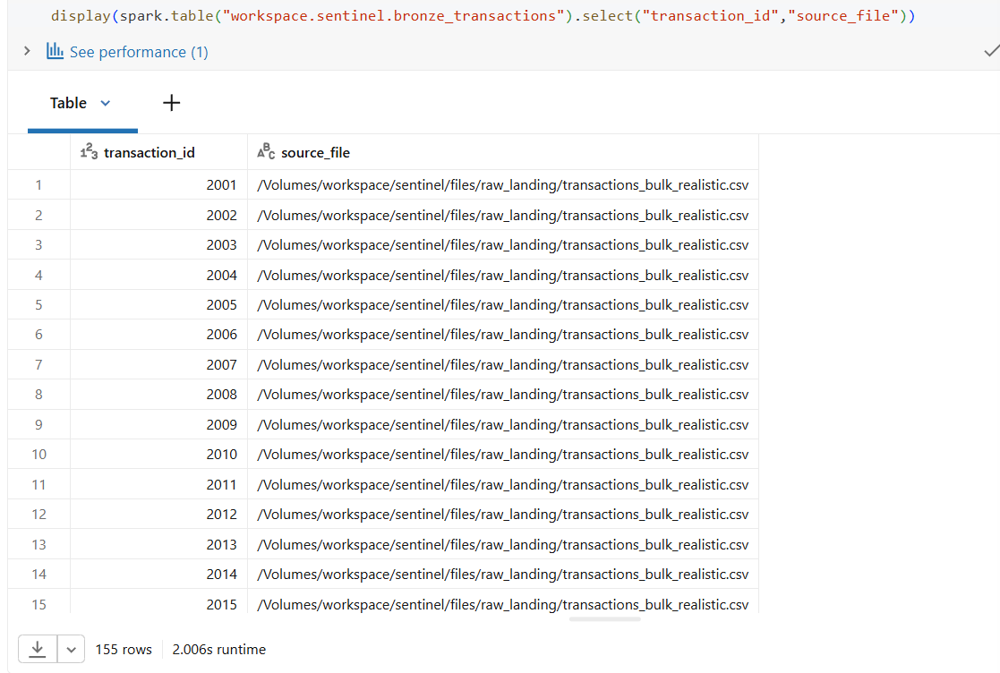 display(spark.table("workspace.sentinel.bronze_transactions").select("transaction_id","source_file"))
See performance (1)
Table
1 2 3 transaction_id A B C source_file
1 2001 /Volumes/workspace/sentinel/files/raw_landing/transactions_bulk_realistic.csv
2 2002 /Volumes/workspace/sentinel/files/raw_landing/transactions_bulk_realistic.csv
3 2003 /Volumes/workspace/sentinel/files/raw_landing/transactions_bulk_realistic.csv
4 2004 /Volumes/workspace/sentinel/files/raw_landing/transactions_bulk_realistic.csv
5 2005 /Volumes/workspace/sentinel/files/raw_landing/transactions_bulk_realistic.csv
6 2006 /Volumes/workspace/sentinel/files/raw_landing/transactions_bulk_realistic.csv
7 2007 /Volumes/workspace/sentinel/files/raw_landing/transactions_bulk_realistic.csv
8 2008 /Volumes/workspace/sentinel/files/raw_landing/transactions_bulk_realistic.csv
9 2009 /Volumes/workspace/sentinel/files/raw_landing/transactions_bulk_realistic.csv
10 2010 /Volumes/workspace/sentinel/files/raw_landing/transactions_bulk_realistic.csv
11 2011 /Volumes/workspace/sentinel/files/raw_landing/transactions_bulk_realistic.csv
12 2012 /Volumes/workspace/sentinel/files/raw_landing/transactions_bulk_realistic.csv
13 2013 /Volumes/workspace/sentinel/files/raw_landing/transactions_bulk_realistic.csv
14 2014 /Volumes/workspace/sentinel/files/raw_landing/transactions_bulk_realistic.csv
15 2015 /Volumes/workspace/sentinel/files/raw_landing/transactions_bulk_realistic.csv
155 rows 2.006s runtime